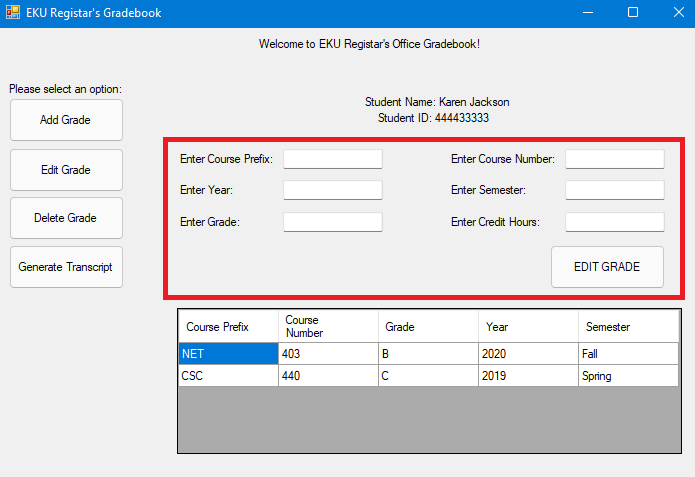 EKU Registar's Gradebook
Welcome to EKU Registar's Office Gradebook!
Please select an option:
Add Grade
Edit Grade
Delete Grade
Generate Transcript
Student Name: Karen Jackson
Student ID: 444433333
Enter Course Prefix: Enter Course Number:
Enter Year: Enter Semester:
Enter Grade: Enter Credit Hours:
EDIT GRADE
Course Prefix Course Number Grade Year Semester
NET 403 B 2020 Fall
CSC 440 C 2019 Spring